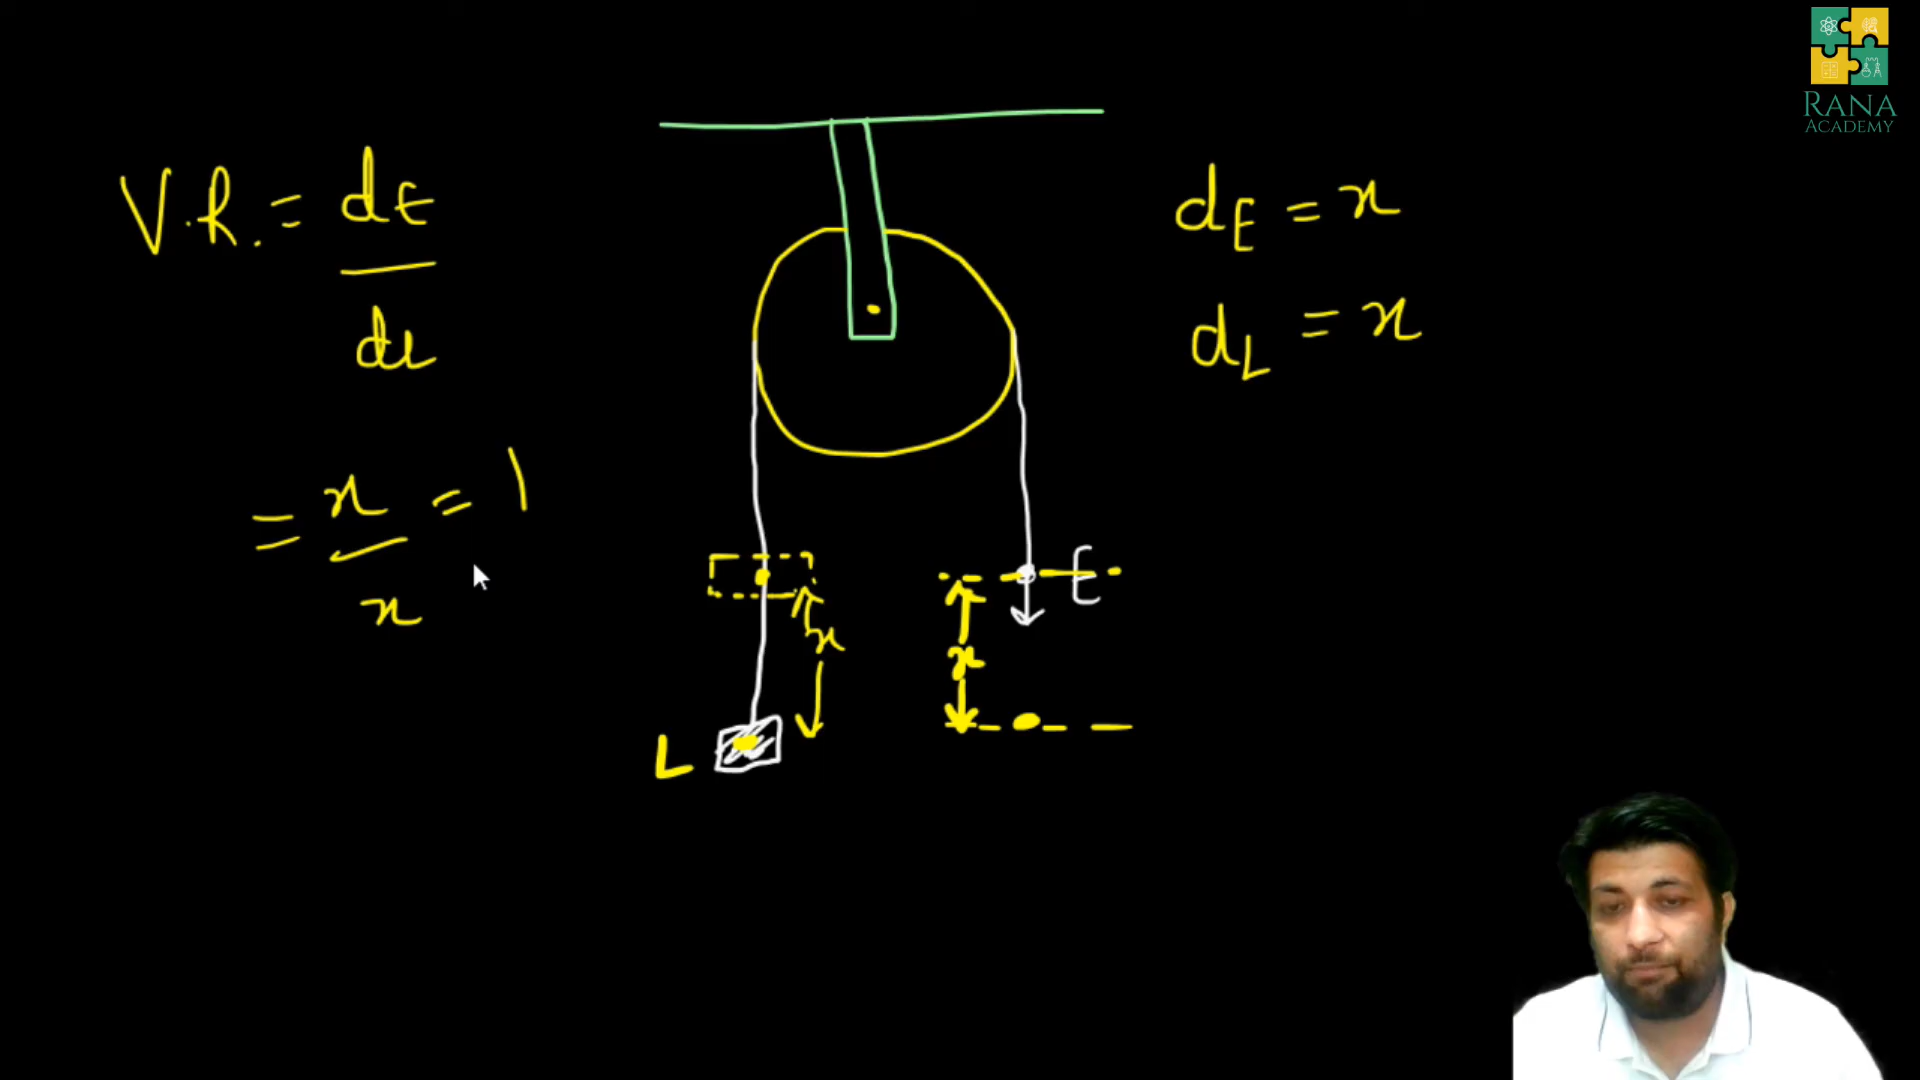 RANA
ACADEMY
V.R. = dE
dL
= x = 1
x
dE = x
dL = x
E
x
x
L